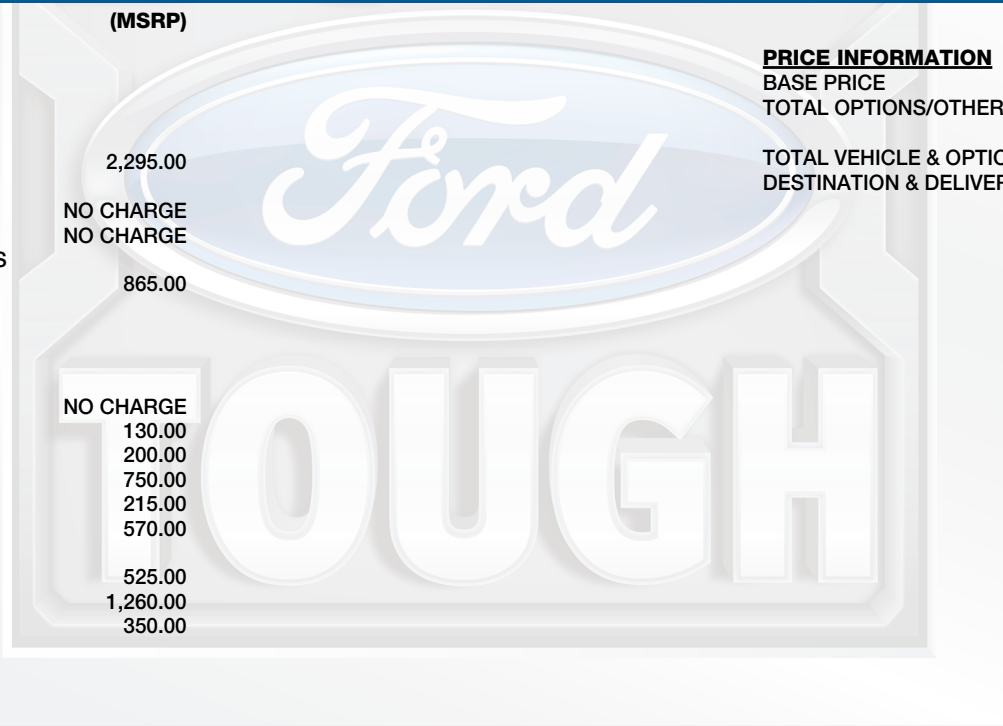 (MSRP)
2,295.00
NO CHARGE
NO CHARGE
S
865.00
NO CHARGE
130.00
200.00
750.00
215.00
570.00
525.00
1,260.00
350.00
PRICE INFORMATION
BASE PRICE
TOTAL OPTIONS/OTHER
TOTAL VEHICLE & OPTIO
DESTINATION & DELIVER
Ford
TOUGH